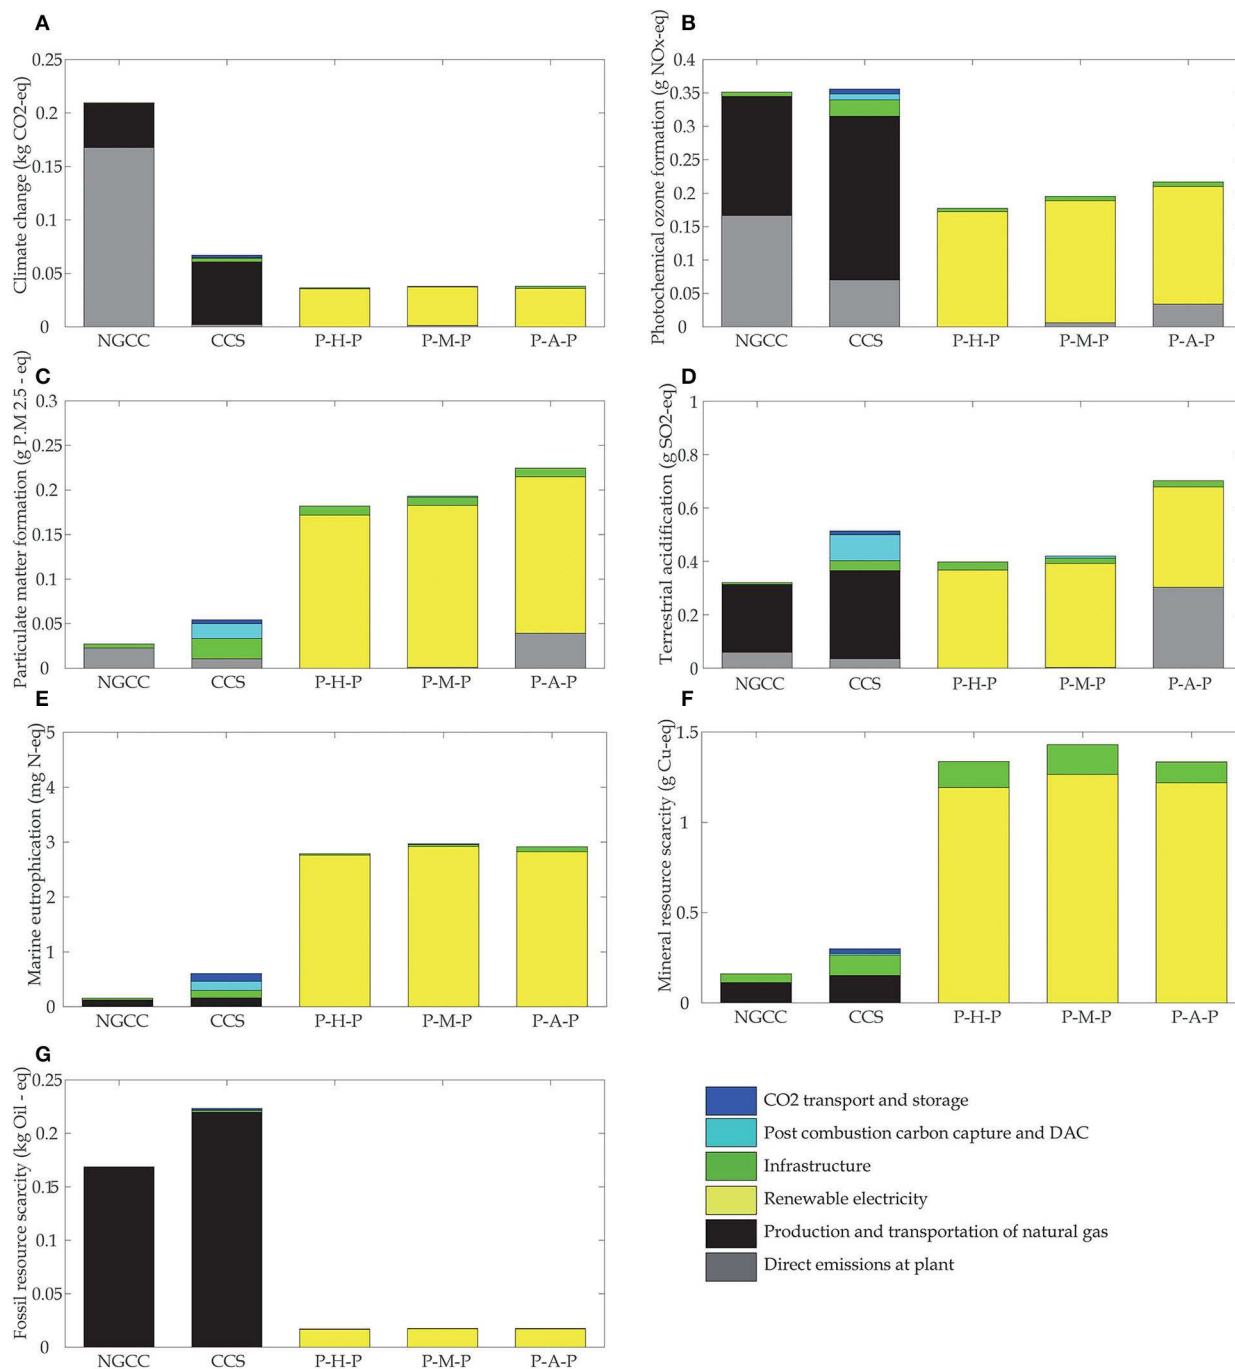 A
Climate change (kg CO2-eq)
0.25
0.2
0.15
0.1
0.05
0
NGCC CCS P-H-P P-M-P P-A-P
B
Photochemical ozone formation (g NOx-eq)
0.4
0.35
0.3
0.25
0.2
0.15
0.1
0.05
0
NGCC CCS P-H-P P-M-P P-A-P
C
Particulate matter formation (g P.M 2.5 - eq)
0.3
0.25
0.2
0.15
0.1
0.05
0
NGCC CCS P-H-P P-M-P P-A-P
D
Terrestrial acidification (g SO2-eq)
1
0.8
0.6
0.4
0.2
0
NGCC CCS P-H-P P-M-P P-A-P
E
Marine eutrophication (mg N-eq)
5
4
3
2
1
0
NGCC CCS P-H-P P-M-P P-A-P
F
Mineral resource scarcity (g Cu-eq)
1.5
1
0.5
0
NGCC CCS P-H-P P-M-P P-A-P
G
Fossil resource scarcity (kg Oil - eq)
0.25
0.2
0.15
0.1
0.05
0
NGCC CCS P-H-P P-M-P P-A-P
CO2 transport and storage
Post combustion carbon capture and DAC
Infrastructure
Renewable electricity
Production and transportation of natural gas
Direct emissions at plant